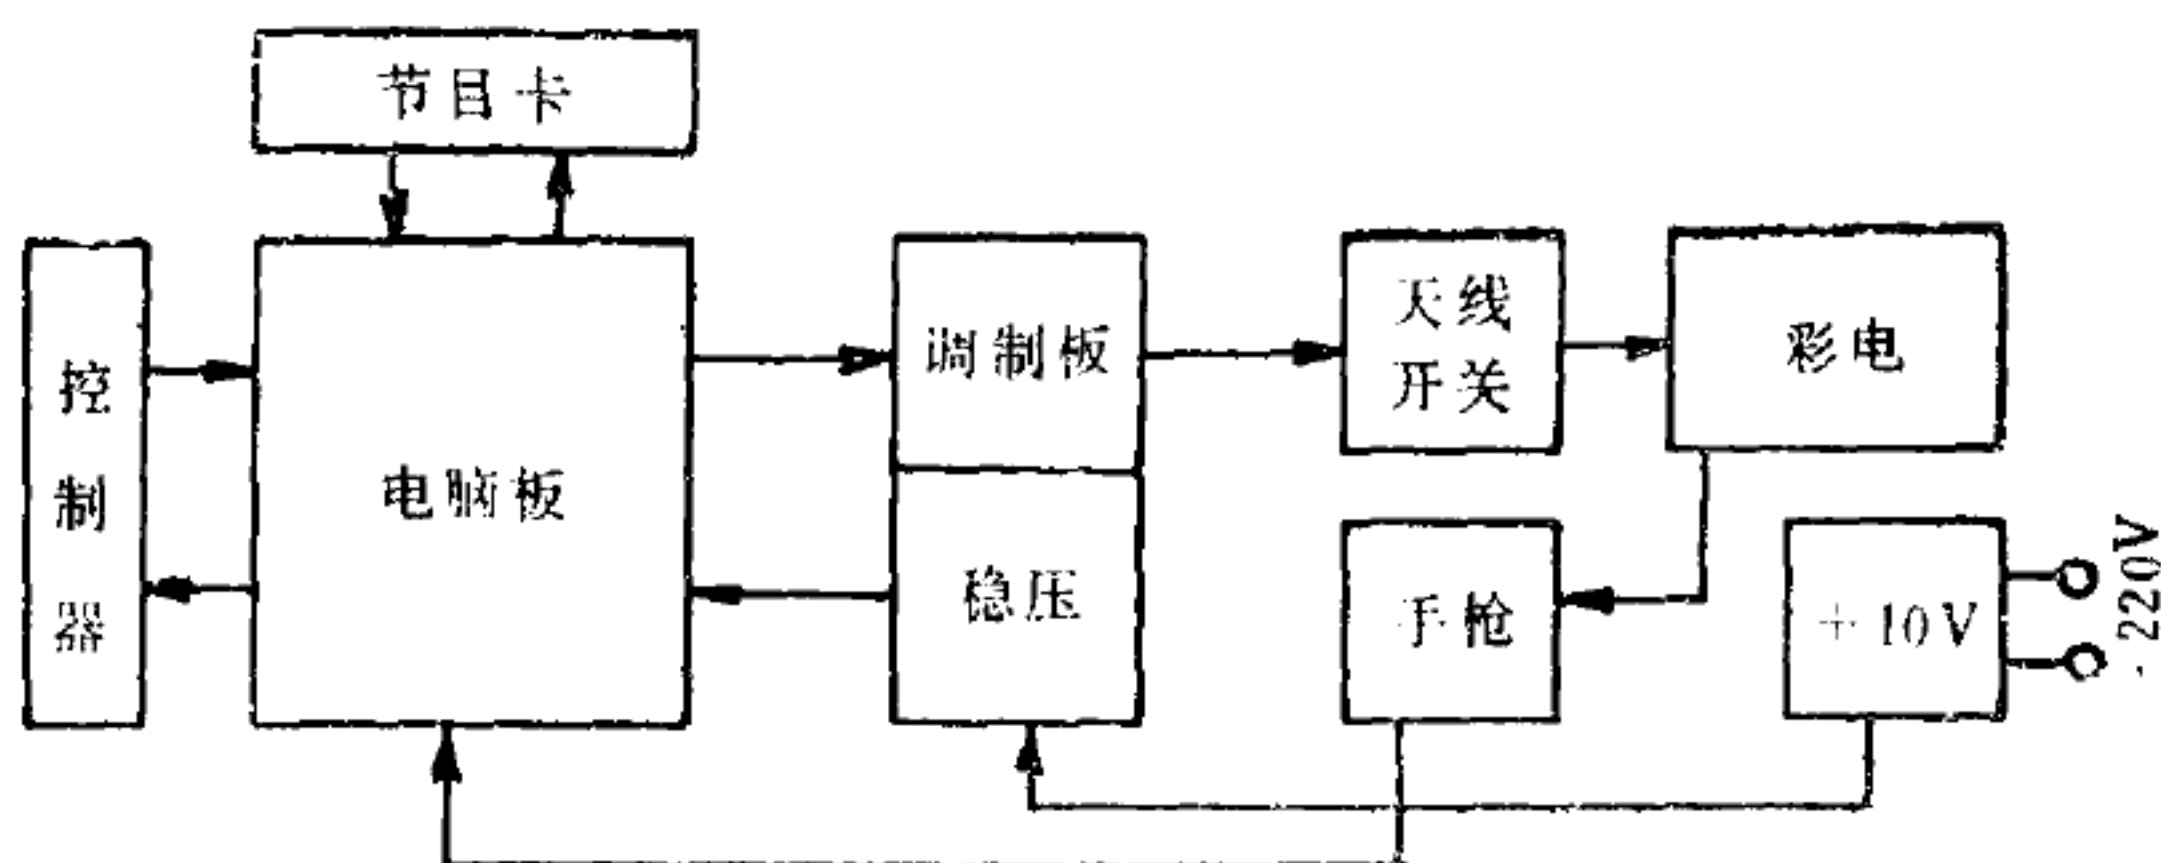 节目卡
控制器
电脑板
调制板
稳压
天线
开关
彩电
手枪
+10V
220V